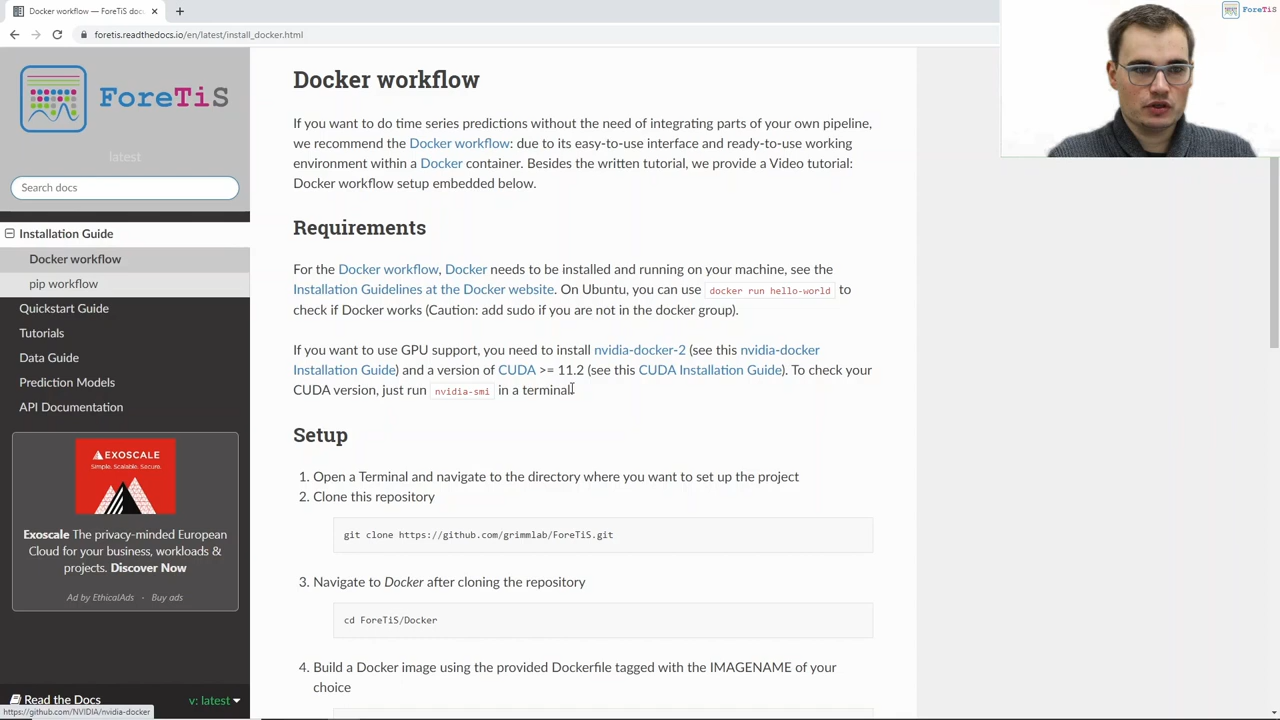 Docker workflow — ForeTiS doc
foretis.readthedocs.io/en/latest/install_docker.html
ForeTiS
ForeTiS
latest
Search docs
Installation Guide
Docker workflow
pip workflow
Quickstart Guide
Tutorials
Data Guide
Prediction Models
API Documentation
EXOSCALE
Simple. Scalable. Secure.
Exoscale The privacy-minded European
Cloud for your business, workloads &
projects. Discover Now
Ad by EthicalAds · Buy ads
Read the Docs
v: latest
https://github.com/NVIDIA/nvidia-docker
Docker workflow
If you want to do time series predictions without the need of integrating parts of your own pipeline,
we recommend the Docker workflow: due to its easy-to-use interface and ready-to-use working
environment within a Docker container. Besides the written tutorial, we provide a Video tutorial:
Docker workflow setup embedded below.
Requirements
For the Docker workflow, Docker needs to be installed and running on your machine, see the
Installation Guidelines at the Docker website. On Ubuntu, you can use docker run hello-world to
check if Docker works (Caution: add sudo if you are not in the docker group).
If you want to use GPU support, you need to install nvidia-docker-2 (see this nvidia-docker
Installation Guide) and a version of CUDA >= 11.2 (see this CUDA Installation Guide). To check your
CUDA version, just run nvidia-smi in a terminal.
Setup
1. Open a Terminal and navigate to the directory where you want to set up the project
2. Clone this repository
git clone https://github.com/grimmlab/ForeTiS.git
3. Navigate to Docker after cloning the repository
cd ForeTiS/Docker
4. Build a Docker image using the provided Dockerfile tagged with the IMAGENAME of your
choice